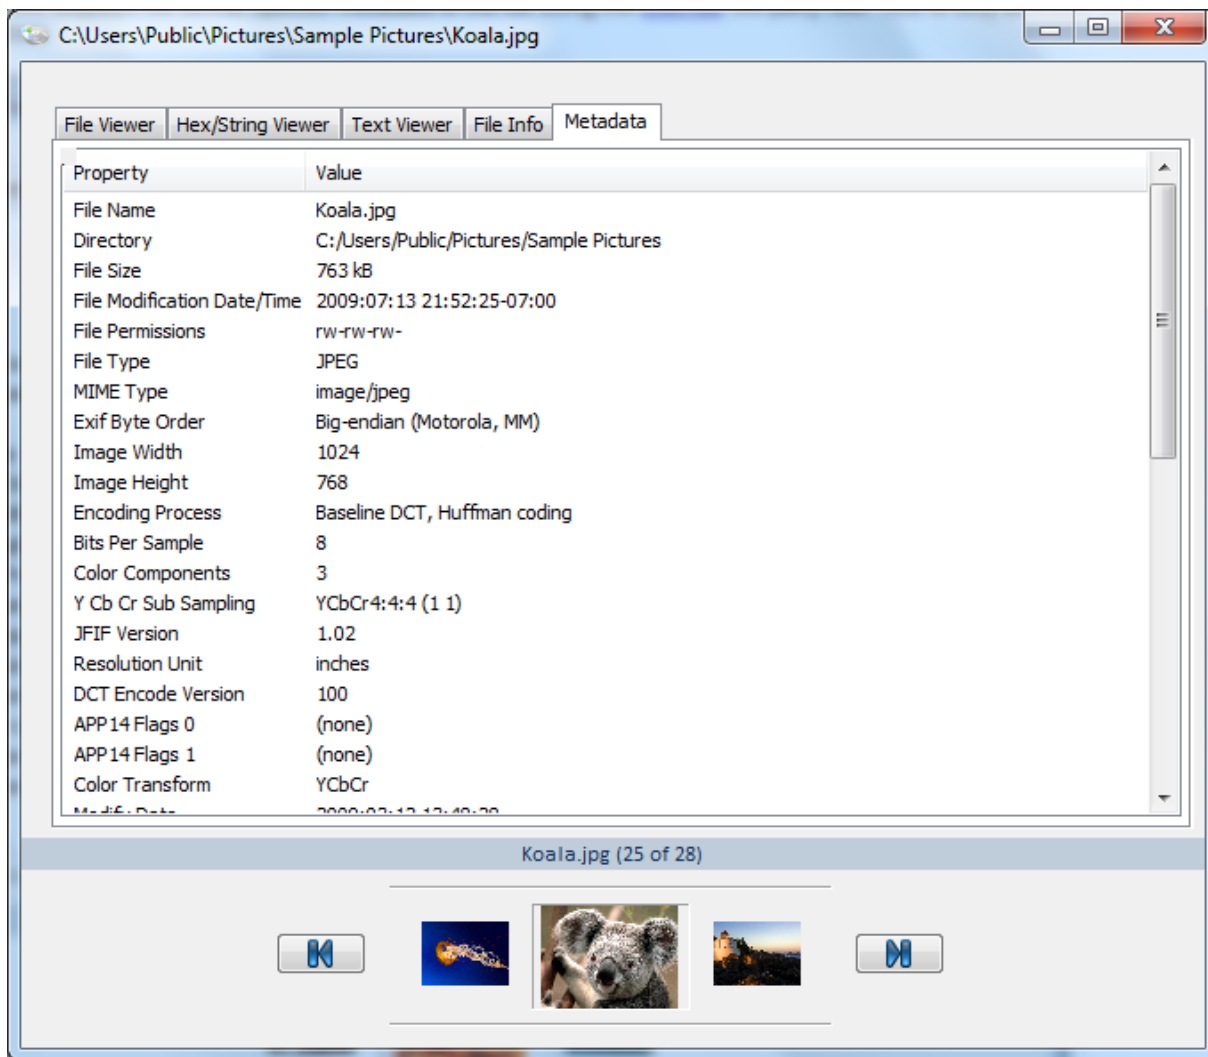 C:\Users\Public\Pictures\Sample Pictures\Koala.jpg
File Viewer Hex/String Viewer Text Viewer File Info Metadata
Property Value
File Name Koala.jpg
Directory C:/Users/Public/Pictures/Sample Pictures
File Size 763 kB
File Modification Date/Time 2009:07:13 21:52:25-07:00
File Permissions rw-rw-rw-
File Type JPEG
MIME Type image/jpeg
Exif Byte Order Big-endian (Motorola, MM)
Image Width 1024
Image Height 768
Encoding Process Baseline DCT, Huffman coding
Bits Per Sample 8
Color Components 3
Y Cb Cr Sub Sampling YCbCr4:4:4 (1 1)
JFIF Version 1.02
Resolution Unit inches
DCT Encode Version 100
APP14 Flags 0 (none)
APP14 Flags 1 (none)
Color Transform YCbCr
Modify Date
Koala.jpg (25 of 28)